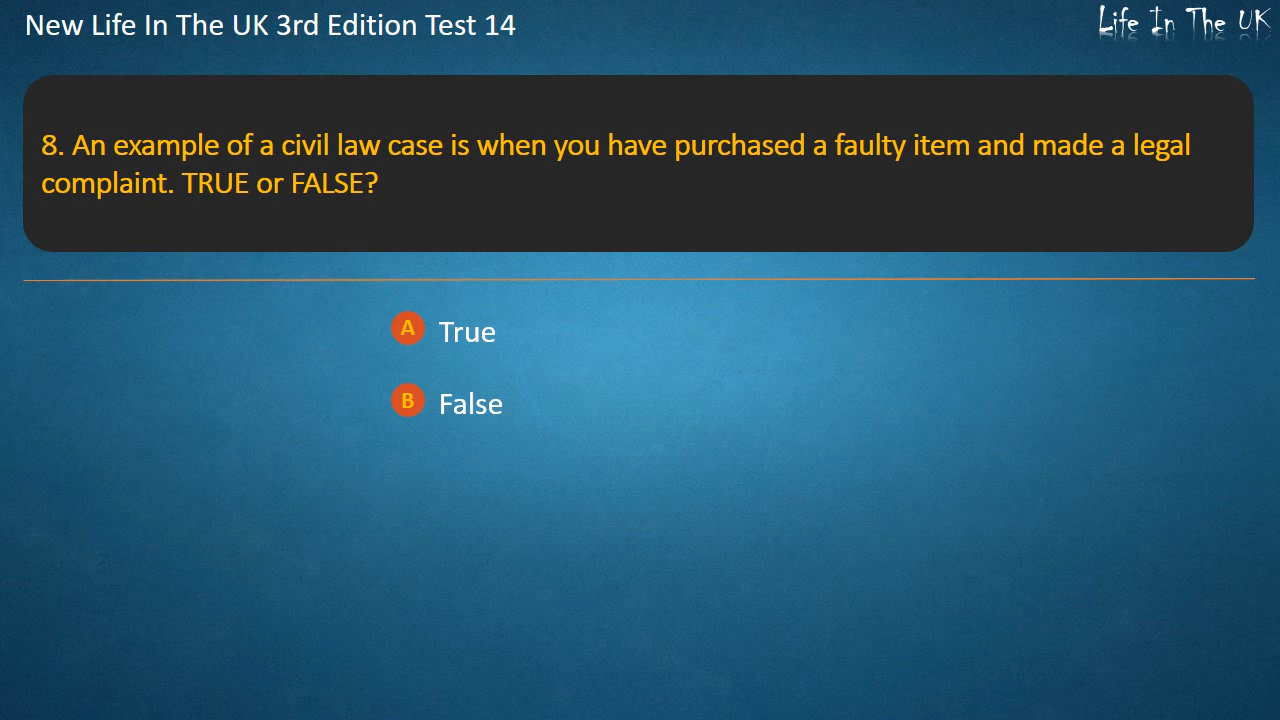 New Life In The UK 3rd Edition Test 14
Life In The UK
8. An example of a civil law case is when you have purchased a faulty item and made a legal
complaint. TRUE or FALSE?
A True
B False